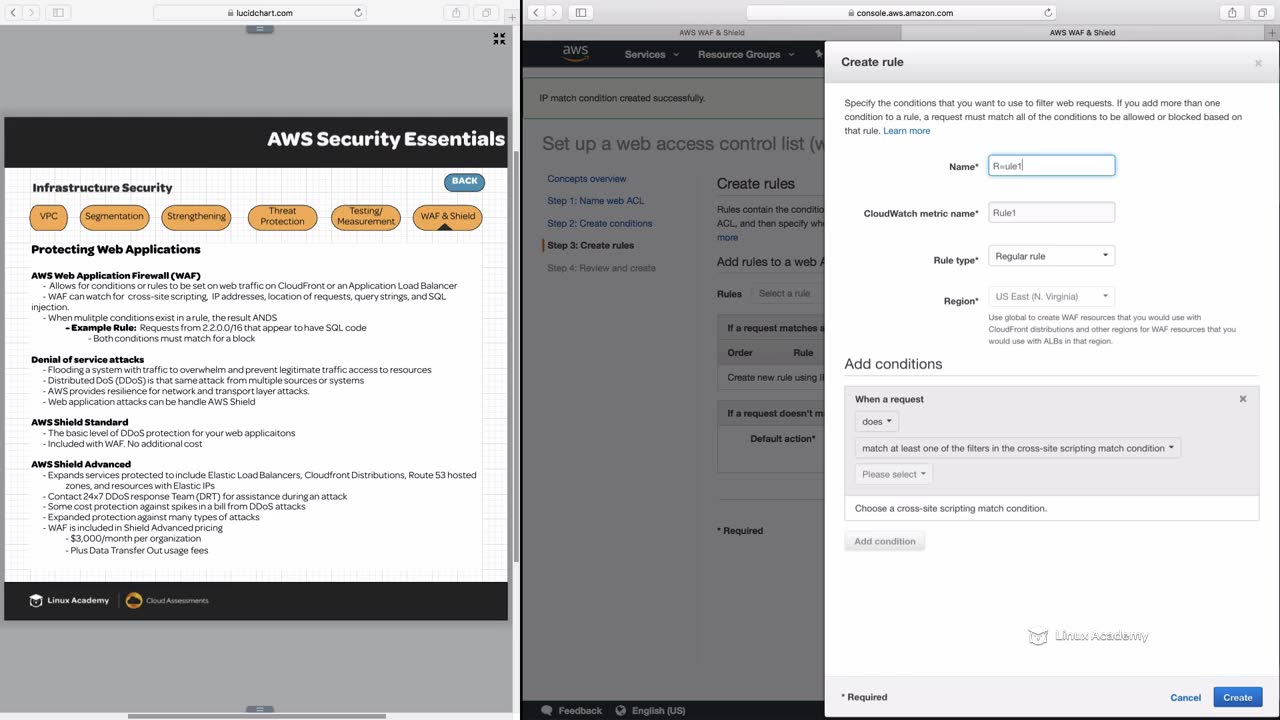 lucidchart.com
AWS Security Essentials
Infrastructure Security
BACK
VPC
Segmentation
Strengthening
Threat
Protection
Testing/
Measurement
WAF & Shield
Protecting Web Applications
AWS Web Application Firewall (WAF)
- Allows for conditions or rules to be set on web traffic on CloudFront or an Application Load Balancer
- WAF can watch for cross-site scripting, IP addresses, location of requests, query strings, and SQL
injection.
- When mulitple conditions exist in a rule, the result ANDS
- Example Rule: Requests from 2.2.0.0/16 that appear to have SQL code
- Both conditions must match for a block
Denial of service attacks
- Flooding a system with traffic to overwhelm and prevent legitimate traffic access to resources
- Distributed DoS (DDoS) is that same attack from multiple sources or systems
- AWS provides resilience for network and transport layer attacks.
- Web application attacks can be handle AWS Shield
AWS Shield Standard
- The basic level of DDoS protection for your web applicaitons
- Included with WAF. No additional cost
AWS Shield Advanced
- Expands services protected to include Elastic Load Balancers, Cloudfront Distributions, Route 53 hosted
zones, and resources with Elastic IPs
- Contact 24x7 DDoS response Team (DRT) for assistance during an attack
- Some cost protection against spikes in a bill from DDoS attacks
- Expanded protection against many types of attacks
- WAF is included in Shield Advanced pricing
- $3,000/month per organization
- Plus Data Transfer Out usage fees
Linux Academy
Cloud Assessments
console.aws.amazon.com
AWS WAF & Shield
AWS WAF & Shield
aws
Services
Resource Groups
IP match condition created successfully.
Set up a web access control list (w
Concepts overview
Step 1: Name web ACL
Step 2: Create conditions
Step 3: Create rules
Step 4: Review and create
Create rules
Rules contain the conditio
ACL, and then specify whe
more
Add rules to a web A
Rules
Select a rule
If a request matches a
Order
Rule
Create new rule using I
If a request doesn't m
Default action*
* Required
Feedback
English (US)
Create rule
Specify the conditions that you want to use to filter web requests. If you add more than one
condition to a rule, a request must match all of the conditions to be allowed or blocked based on
that rule. Learn more
Name*
R=ule1
CloudWatch metric name*
Rule1
Rule type*
Regular rule
Region*
US East (N. Virginia)
Use global to create WAF resources that you would use with
CloudFront distributions and other regions for WAF resources that you
would use with ALBs in that region.
Add conditions
When a request
does
match at least one of the filters in the cross-site scripting match condition
Please select
Choose a cross-site scripting match condition.
Add condition
Linux Academy
* Required
Cancel
Create